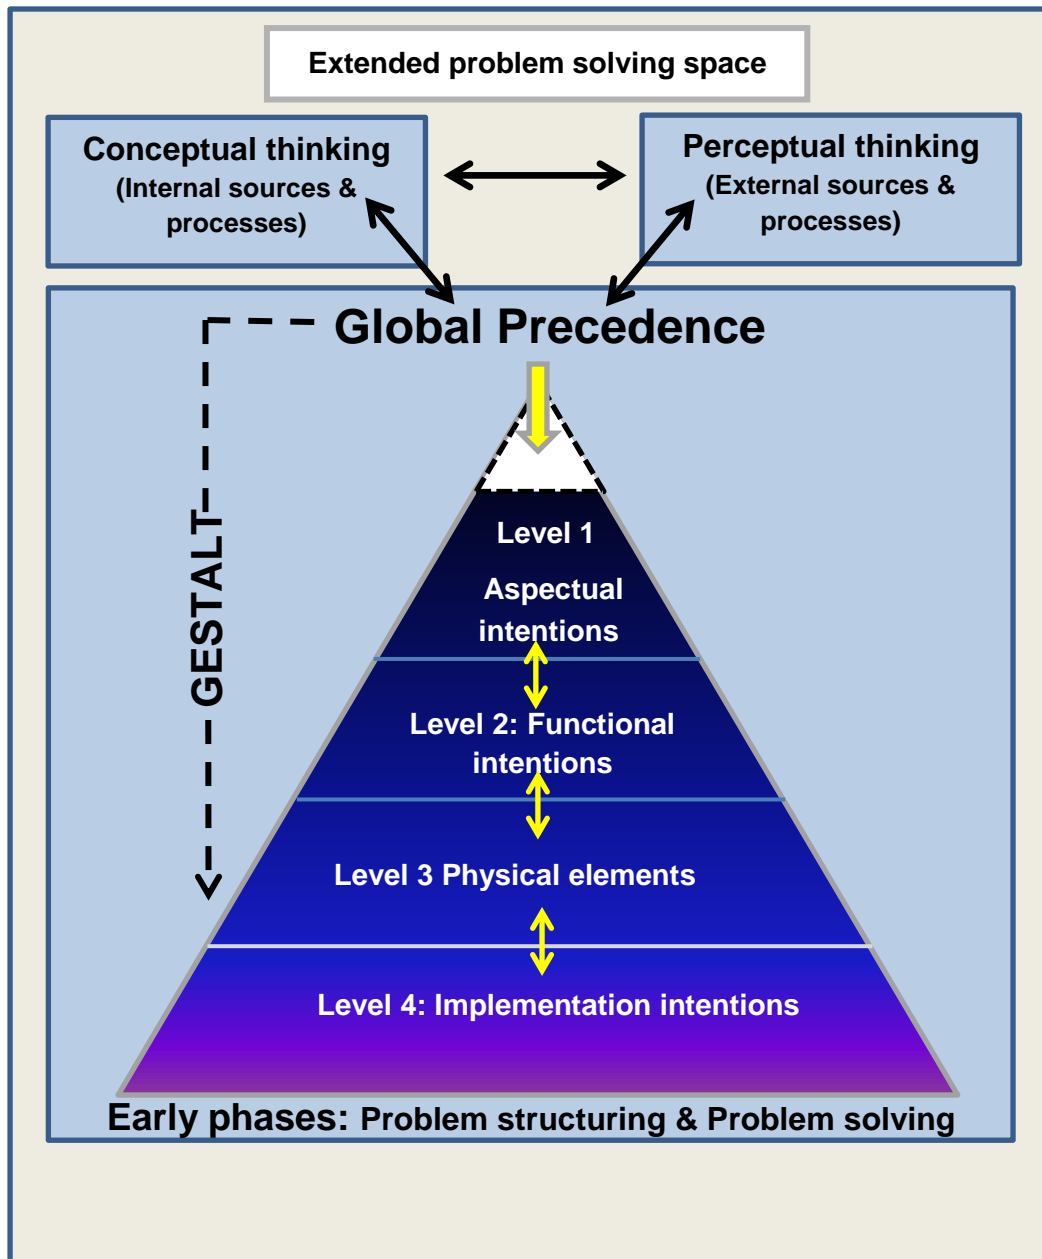 Extended problem solving space
Conceptual thinking
(Internal sources &
processes)
Perceptual thinking
(External sources &
processes)
Global Precedence
GESTALT
Level 1
Aspectual
intentions
Level 2: Functional
intentions
Level 3 Physical elements
Level 4: Implementation intentions
Early phases: Problem structuring & Problem solving